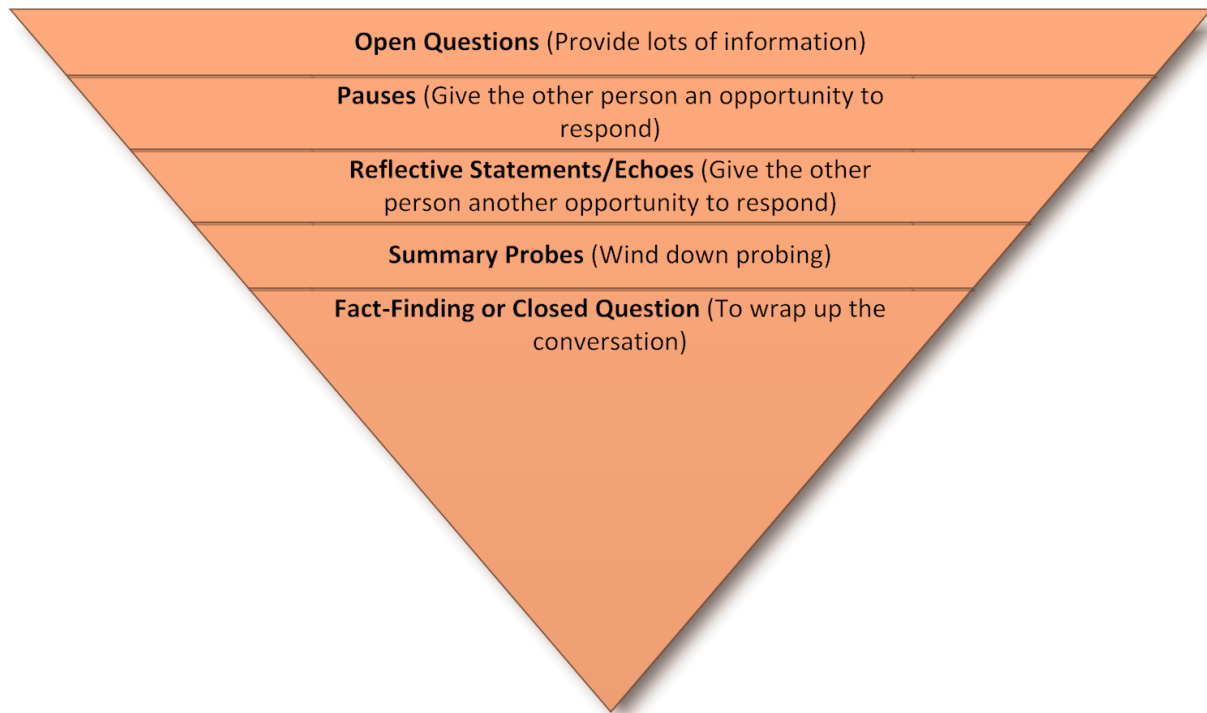 Open Questions (Provide lots of information)
Pauses (Give the other person an opportunity to
respond)
Reflective Statements/Echoes (Give the other
person another opportunity to respond)
Summary Probes (Wind down probing)
Fact-Finding or Closed Question (To wrap up the
conversation)